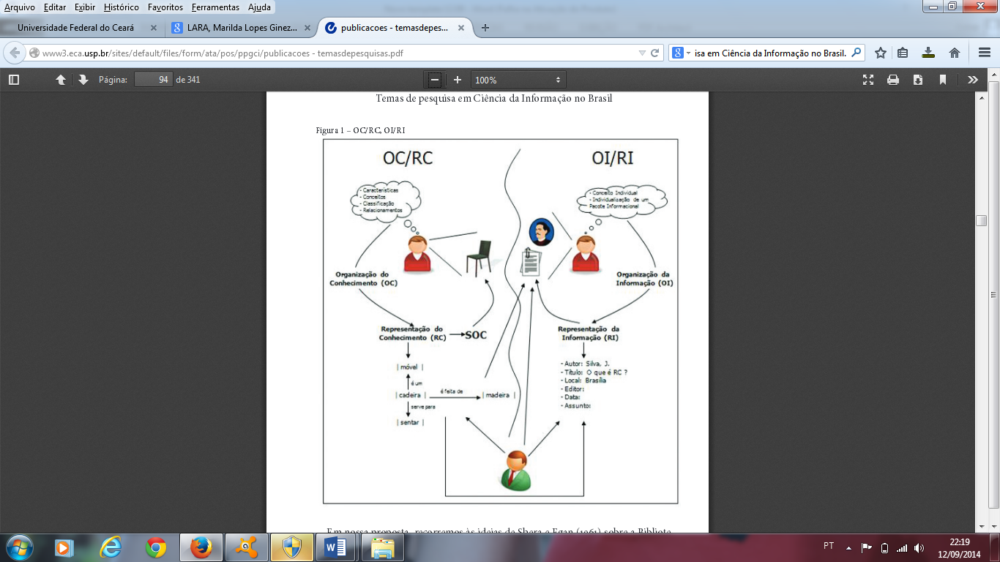 Arquivo Editar Exibir Histórico Favoritos Ferramentas Ajuda
Universidade Federal do Ceará
LARA, Marilda Lopes Ginez...
publicacoes - temasdepes...
www3.eca.usp.br/sites/default/files/form/ata/pos/ppgci/publicacoes - temasdepesquisas.pdf
isa em Ciência da Informação no Brasil.
Página: 94 de 341
100%
Temas de pesquisa em Ciência da Informação no Brasil
Figura 1 – OC/RC, OI/RI
OC/RC
OI/RI
- Características
- Conceitos
- Classificação
- Relacionamentos
- Conceito Individual
- Individualização de um
Pacote Informacional
Organização do
Conhecimento (OC)
Organização da
Informação (OI)
Representação do
Conhecimento (RC)
SOC
Representação da
Informação (RI)
| móvel |
é um
| cadeira |
é feita de
| madeira |
serve para
| sentar |
- Autor: Silva, J.
- Título: O que é RC ?
- Local: Brasília
- Editor:
- Data:
- Assunto:
Em nossa proposta, recorremos às ideias de Shera e Egan (1961) sobre a Bibliote
PT
22:19
12/09/2014